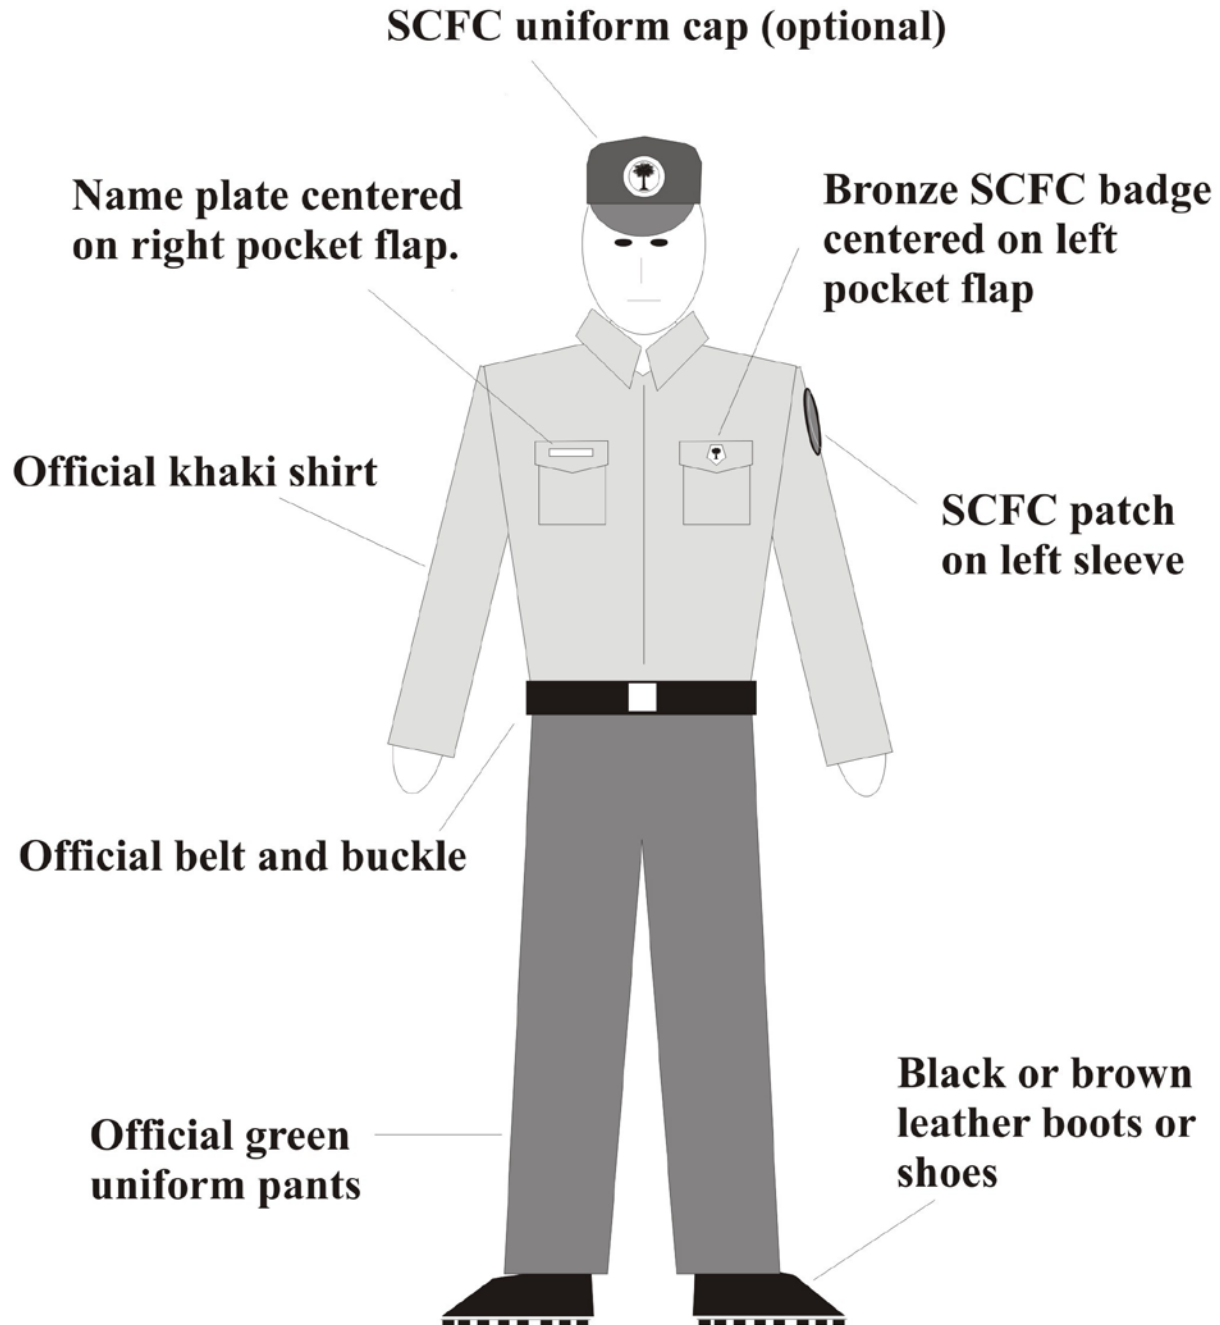 SCFC uniform cap (optional)
Name plate centered
on right pocket flap.
Bronze SCFC badge
centered on left
pocket flap
Official khaki shirt
SCFC patch
on left sleeve
Official belt and buckle
Official green
uniform pants
Black or brown
leather boots or
shoes